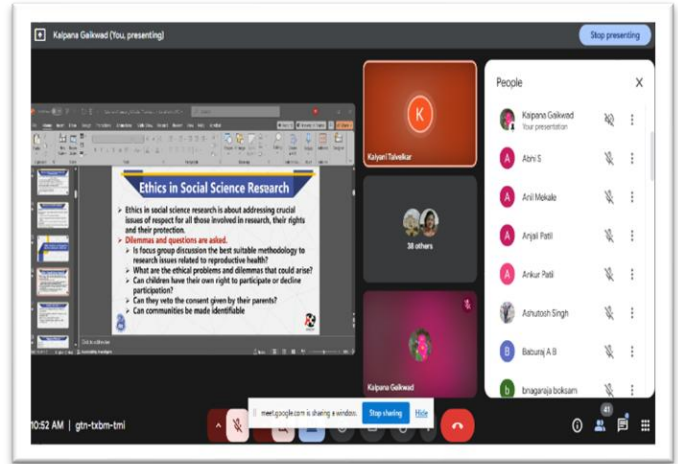 Kalpana Gaikwad (You, presenting)
Stop presenting
Ethics in Social Science Research
➤ Ethics in social science research is about addressing crucial
issues of respect for all those involved in research, their rights
and their protection.
➤ Dilemmas and questions are asked.
➤ Is focus group discussion the best suitable methodology to
research issues related to reproductive health?
➤ What are the ethical problems and dilemmas that could arise?
➤ Can children have their own right to participate or decline
participation?
➤ Can they veto the consent given by their parents?
➤ Can communities be made identifiable
K
Kalyani Talvelkar
38 others
Kalpana Gaikwad
People
X
Kalpana Gaikwad
Your presentation
A
Abhi S
A
Anil Mokale
A
Anjali Patil
A
Ankur Patil
Ashutosh Singh
B
Baburaj A B
b
bnagaraja boksam
10:52 AM | gtn-txbm-tmi
meet.google.com is sharing a window.
Stop sharing
Hide
41